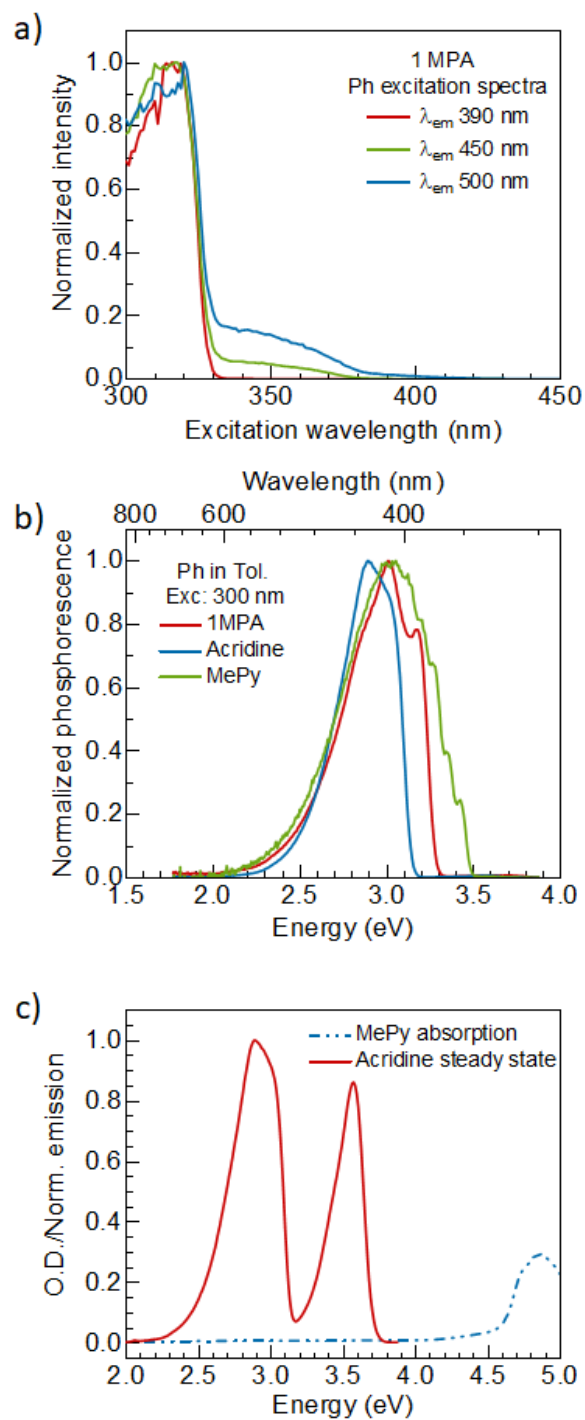 a)
1 MPA
Ph excitation spectra
λem 390 nm
λem 450 nm
λem 500 nm
Normalized intensity
1.0
0.8
0.6
0.4
0.2
0.0
300 350 400 450
Excitation wavelength (nm)
Wavelength (nm)
b)
800 600 400
Ph in Tol.
Exc: 300 nm
1MPA
Acridine
MePy
Normalized phosphorescence
1.0
0.8
0.6
0.4
0.2
0.0
1.5 2.0 2.5 3.0 3.5 4.0
Energy (eV)
c)
MePy absorption
Acridine steady state
O.D./Norm. emission
1.0
0.8
0.6
0.4
0.2
0.0
2.0 2.5 3.0 3.5 4.0 4.5 5.0
Energy (eV)